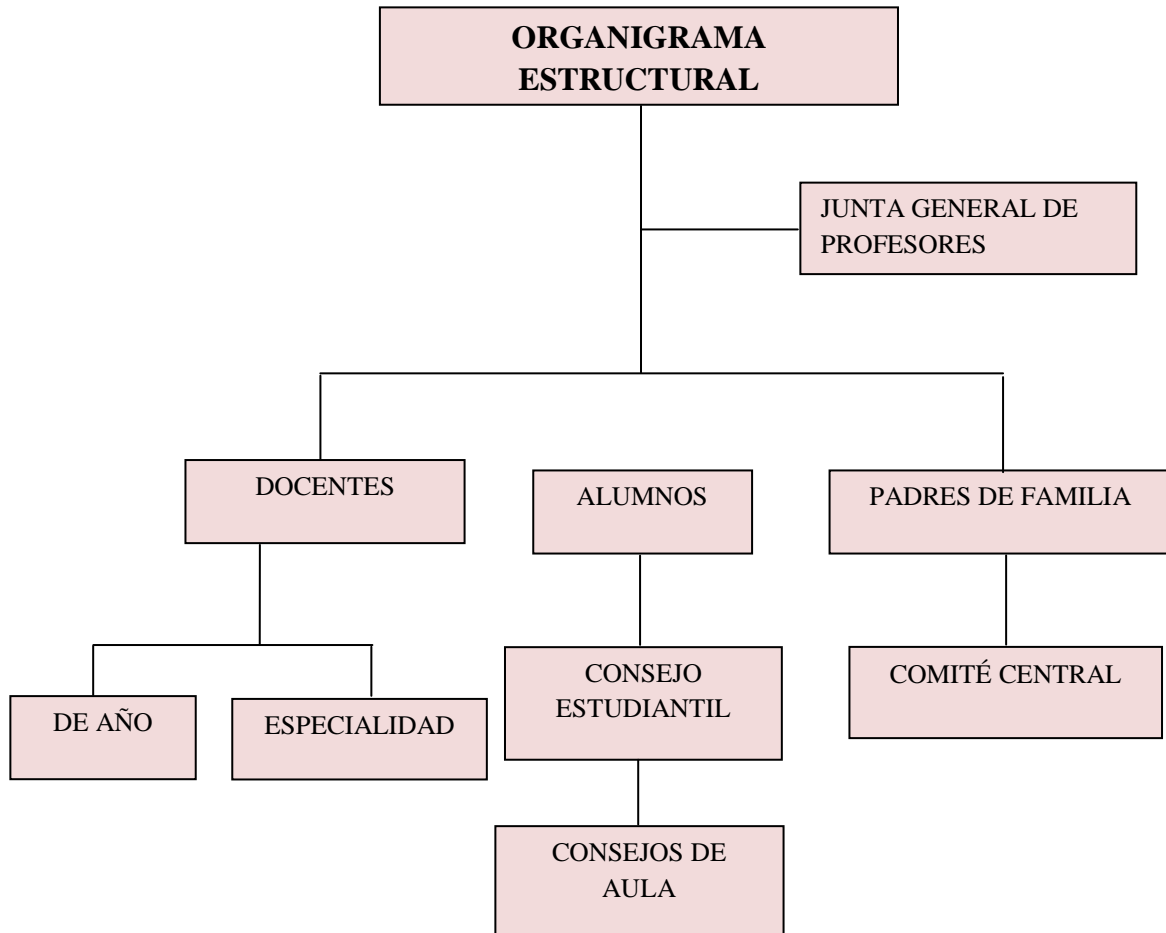 ORGANIGRAMA
ESTRUCTURAL
JUNTA GENERAL DE
PROFESORES
DOCENTES
ALUMNOS
PADRES DE FAMILIA
DE AÑO
ESPECIALIDAD
CONSEJO
ESTUDIANTIL
COMITÉ CENTRAL
CONSEJOS DE
AULA